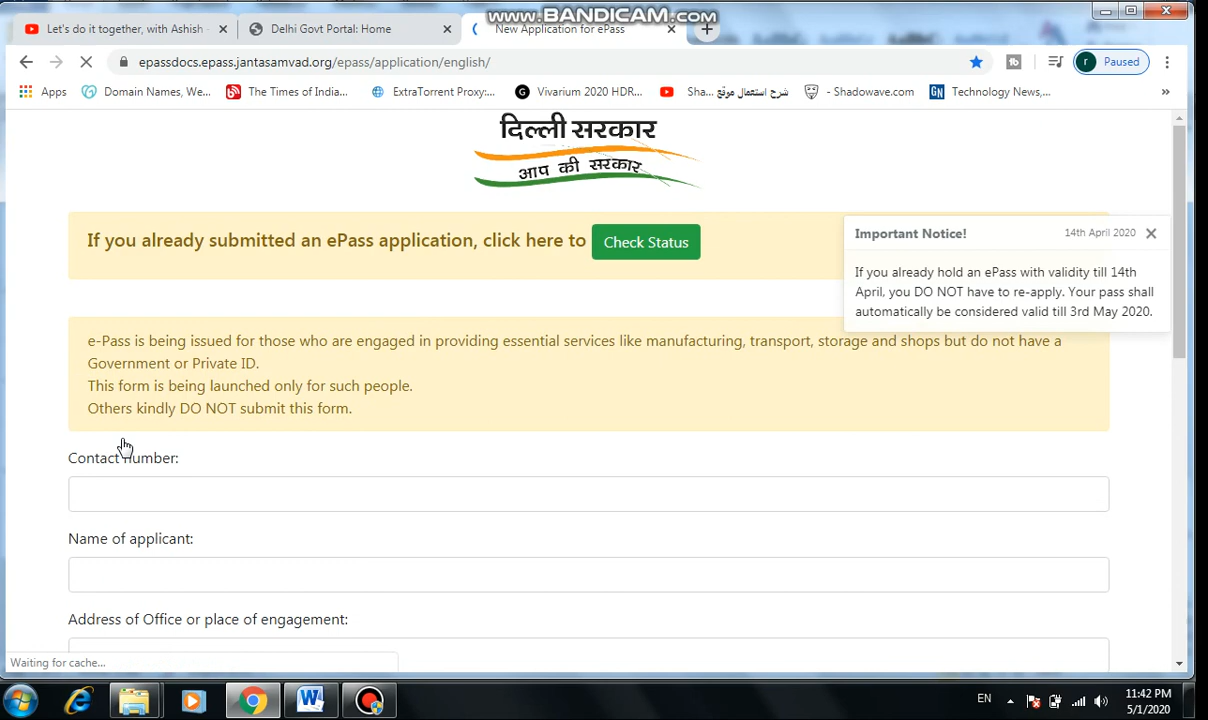 www.BANDICAM.com
Let's do it together, with Ashish -
Delhi Govt Portal: Home
New Application for ePass
epassdocs.epass.jantasamvad.org/epass/application/english/
r Paused
Apps
Domain Names, We...
The Times of India...
ExtraTorrent Proxy:...
Vivarium 2020 HDR...
Sha... شرح استعمال موقع
- Shadowave.com
GN Technology News,...
दिल्ली सरकार
आप की सरकार
If you already submitted an ePass application, click here to Check Status
Important Notice! 14th April 2020
If you already hold an ePass with validity till 14th
April, you DO NOT have to re-apply. Your pass shall
automatically be considered valid till 3rd May 2020.
e-Pass is being issued for those who are engaged in providing essential services like manufacturing, transport, storage and shops but do not have a
Government or Private ID.
This form is being launched only for such people.
Others kindly DO NOT submit this form.
Contact number:
Name of applicant:
Address of Office or place of engagement:
Waiting for cache...
EN
11:42 PM
5/1/2020